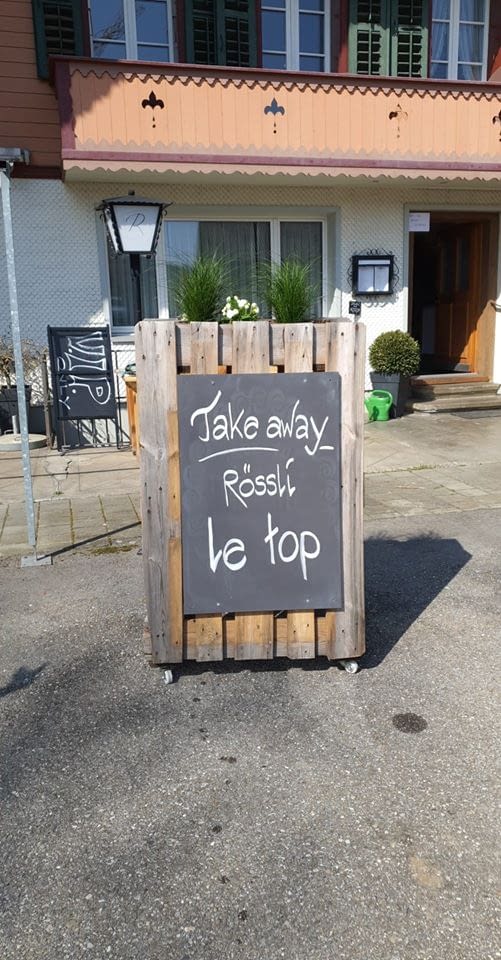 R
V.I.P.
Take away
Rössli
le top